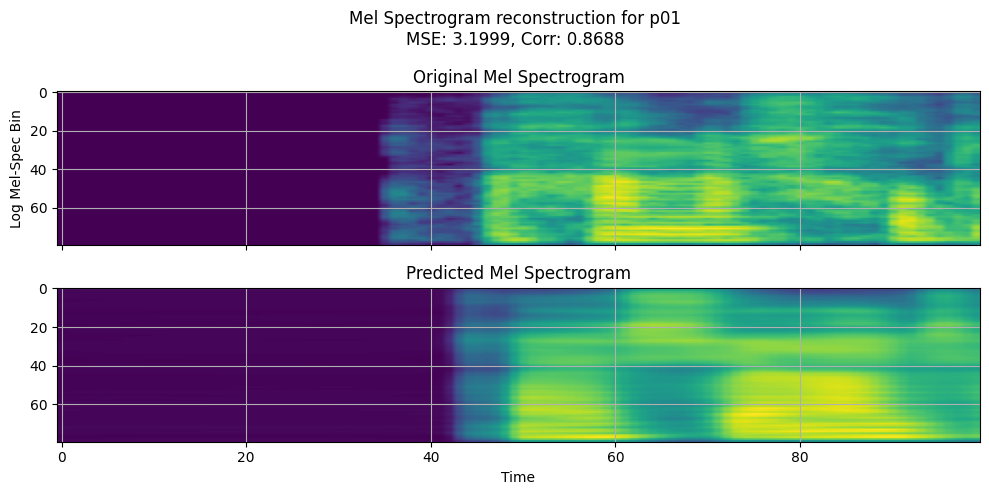 Mel Spectrogram reconstruction for p01
MSE: 3.1999, Corr: 0.8688
Original Mel Spectrogram
0
20
40
60
Log Mel-Spec Bin
Predicted Mel Spectrogram
0
20
40
60
0 20 40 60 80
Time